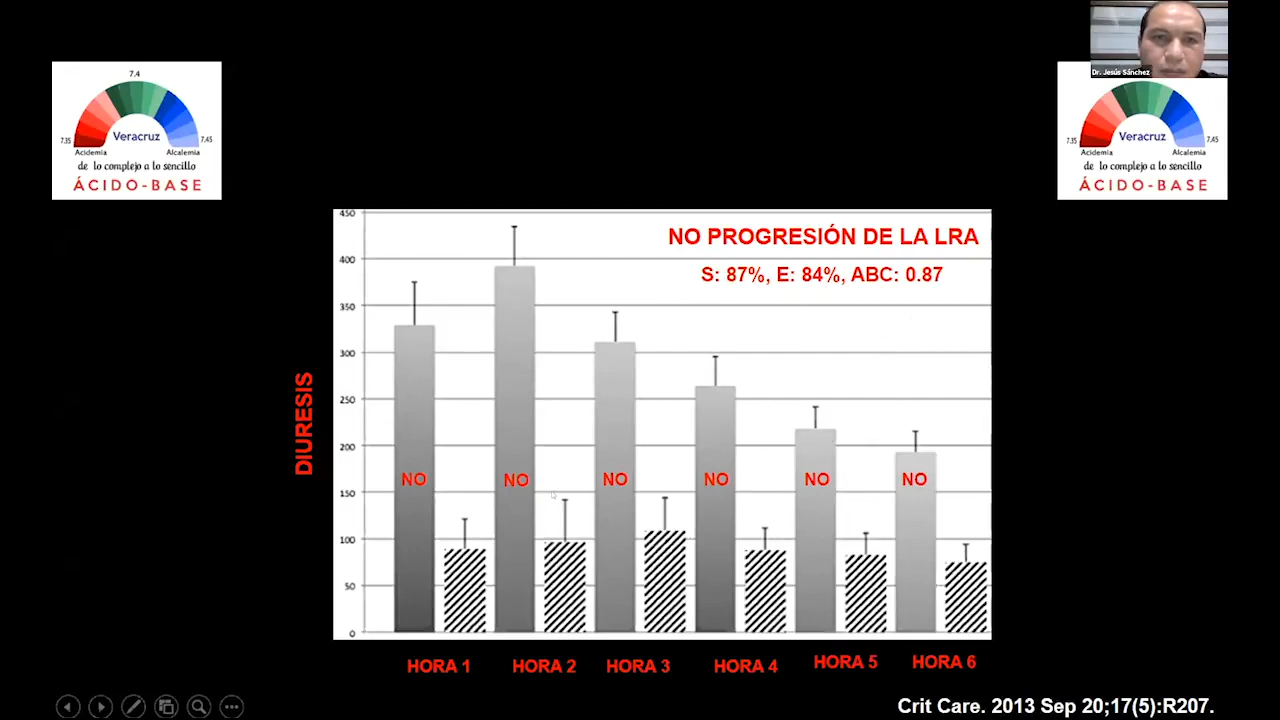 7.4
7.35
Veracruz
7.45
Acidemia
Alcalemia
de lo complejo a lo sencillo
ÁCIDO-BASE
Dr. Jesús Sánchez
7.35
Veracruz
7.45
Acidemia
Alcalemia
de lo complejo a lo sencillo
ÁCIDO-BASE
NO PROGRESIÓN DE LA LRA
S: 87%, E: 84%, ABC: 0.87
450
400
350
300
250
200
150
100
50
0
DIURESIS
NO
NO
NO
NO
NO
NO
HORA 1
HORA 2
HORA 3
HORA 4
HORA 5
HORA 6
Crit Care. 2013 Sep 20;17(5):R207.